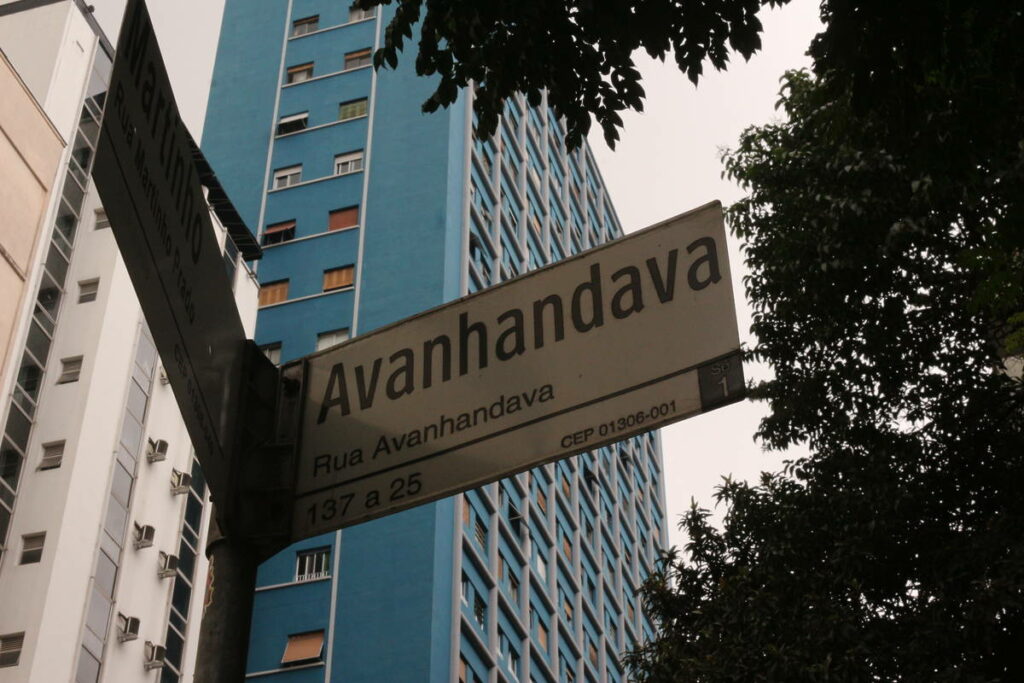 Martinho
Rua Martinho Prado
Avanhandava
Rua Avanhandava
CEP 01306-001
137 a 25
Sé
1